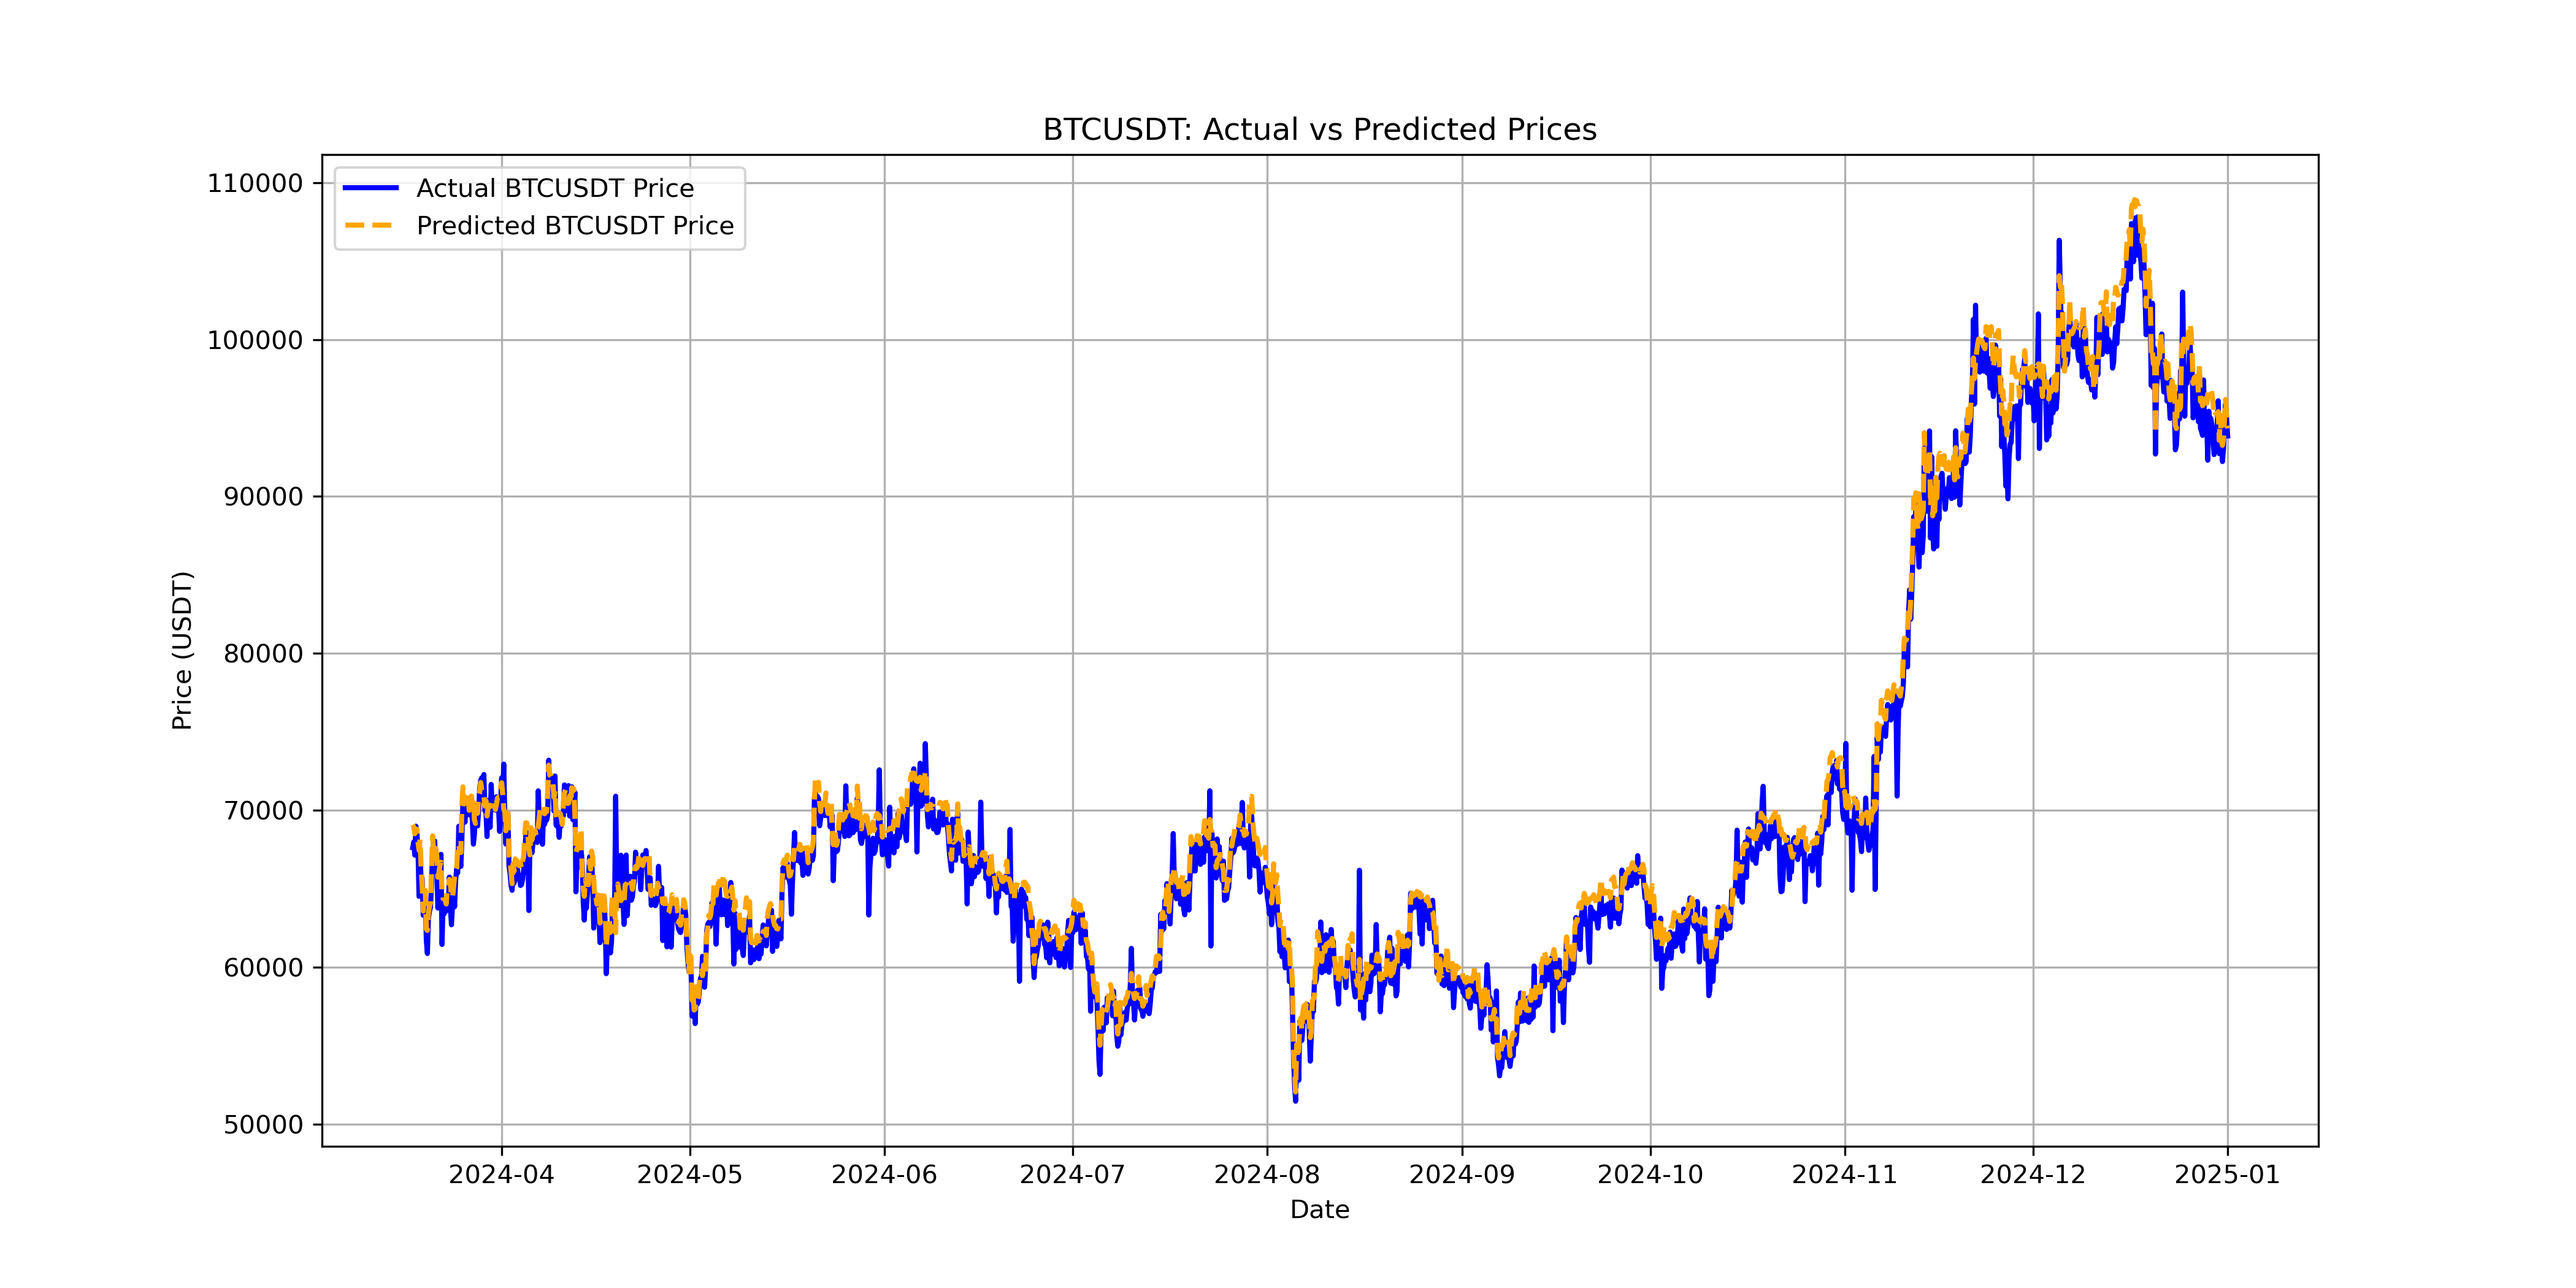 BTCUSDT: Actual vs Predicted Prices
Actual BTCUSDT Price
Predicted BTCUSDT Price
Price (USDT)
110000
100000
90000
80000
70000
60000
50000
2024-04 2024-05 2024-06 2024-07 2024-08 2024-09 2024-10 2024-11 2024-12 2025-01
Date